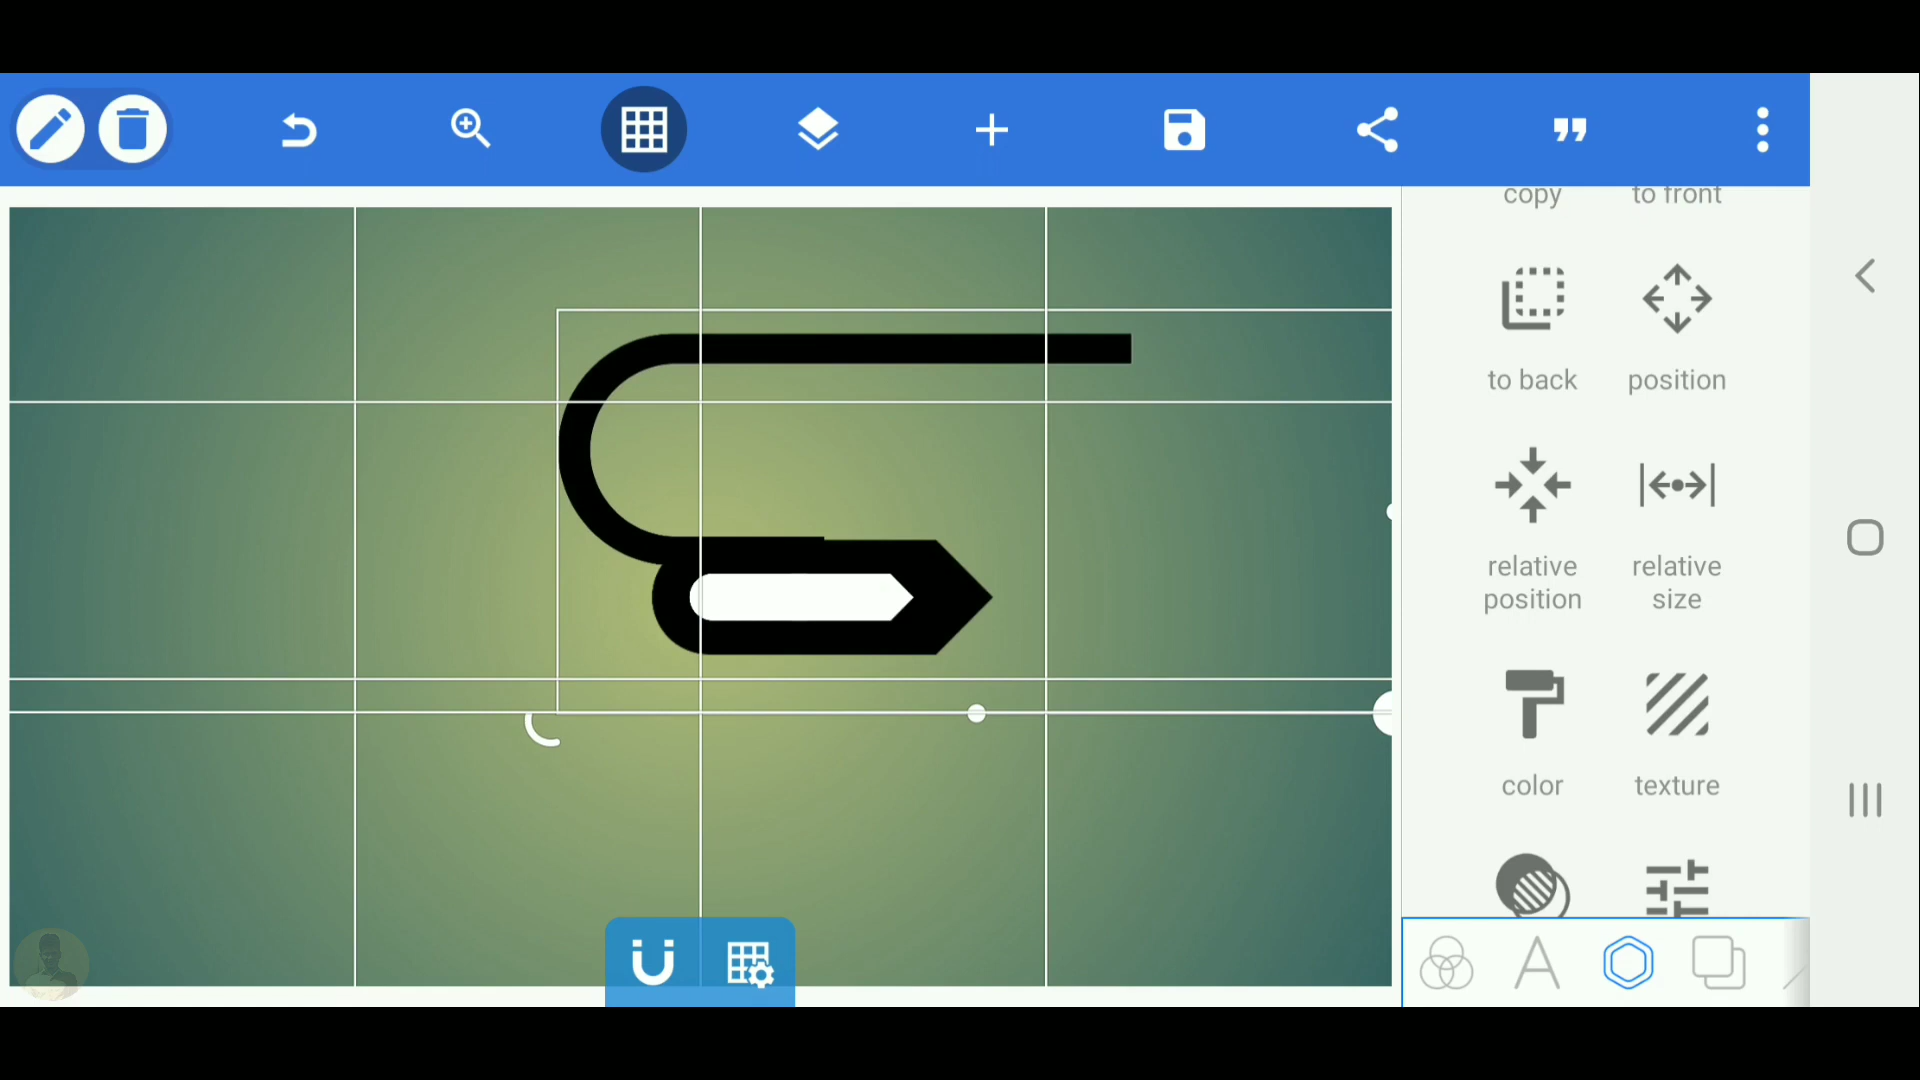 copy to front
to back position
relative position relative size
color texture